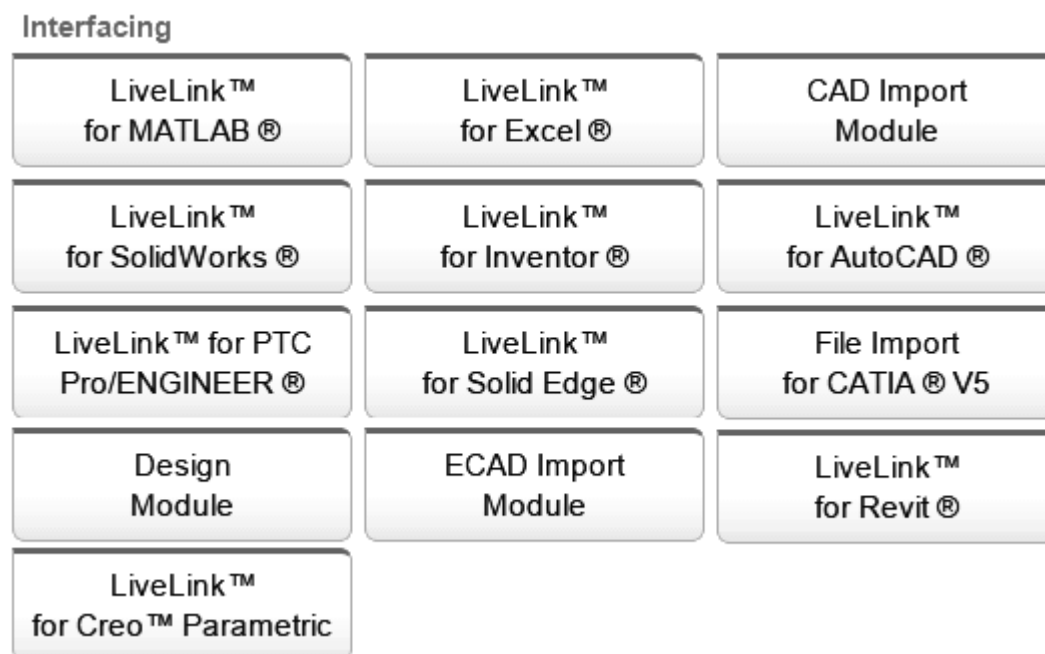 Interfacing
LiveLink™
for MATLAB ®
LiveLink™
for Excel ®
CAD Import
Module
LiveLink™
for SolidWorks ®
LiveLink™
for Inventor ®
LiveLink™
for AutoCAD ®
LiveLink™ for PTC
Pro/ENGINEER ®
LiveLink™
for Solid Edge ®
File Import
for CATIA ® V5
Design
Module
ECAD Import
Module
LiveLink™
for Revit ®
LiveLink™
for Creo™ Parametric